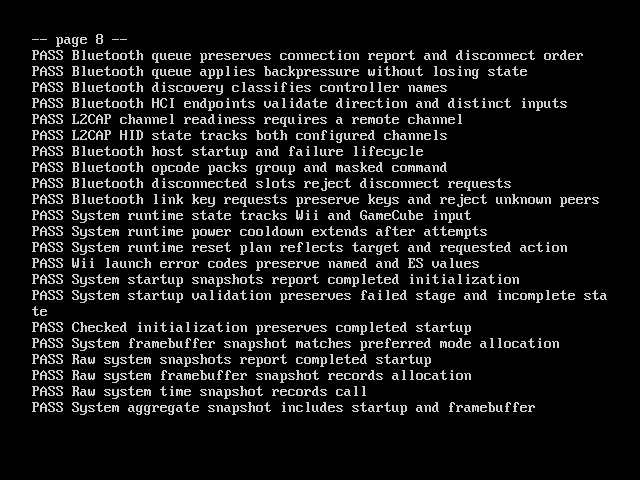 -- page 8 --
PASS Bluetooth queue preserves connection report and disconnect order
PASS Bluetooth queue applies backpressure without losing state
PASS Bluetooth discovery classifies controller names
PASS Bluetooth HCI endpoints validate direction and distinct inputs
PASS L2CAP channel readiness requires a remote channel
PASS L2CAP HID state tracks both configured channels
PASS Bluetooth host startup and failure lifecycle
PASS Bluetooth opcode packs group and masked command
PASS Bluetooth disconnected slots reject disconnect requests
PASS Bluetooth link key requests preserve keys and reject unknown peers
PASS System runtime state tracks Wii and GameCube input
PASS System runtime power cooldown extends after attempts
PASS System runtime reset plan reflects target and requested action
PASS Wii launch error codes preserve named and ES values
PASS System startup snapshots report completed initialization
PASS System startup validation preserves failed stage and incomplete sta
te
PASS Checked initialization preserves completed startup
PASS System framebuffer snapshot matches preferred mode allocation
PASS Raw system snapshots report completed startup
PASS Raw system framebuffer snapshot records allocation
PASS Raw system time snapshot records call
PASS System aggregate snapshot includes startup and framebuffer